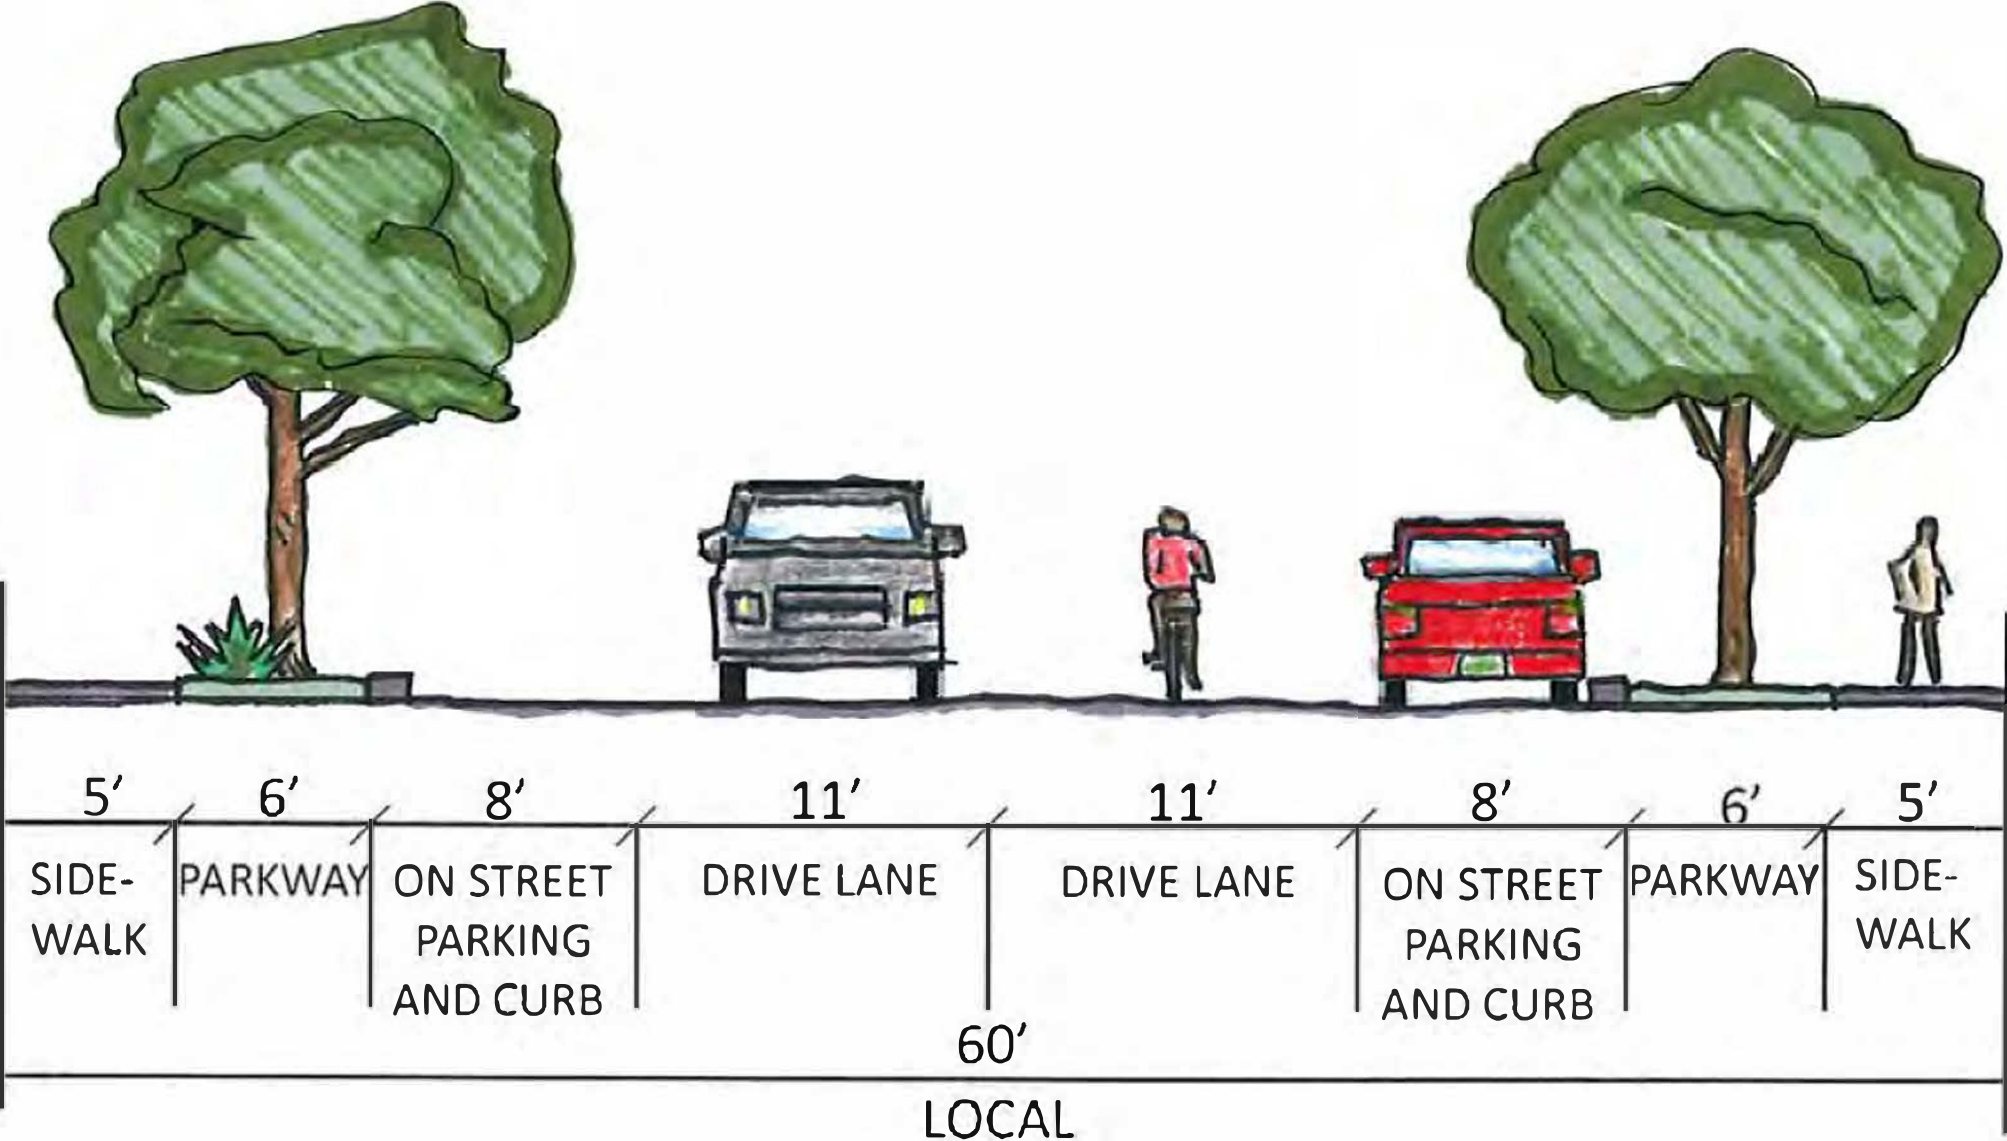 5' 6' 8' 11' 11' 8' 6' 5'
SIDE-
WALK
PARKWAY
ON STREET
PARKING
AND CURB
DRIVE LANE
DRIVE LANE
ON STREET
PARKING
AND CURB
PARKWAY
SIDE-
WALK
60'
LOCAL